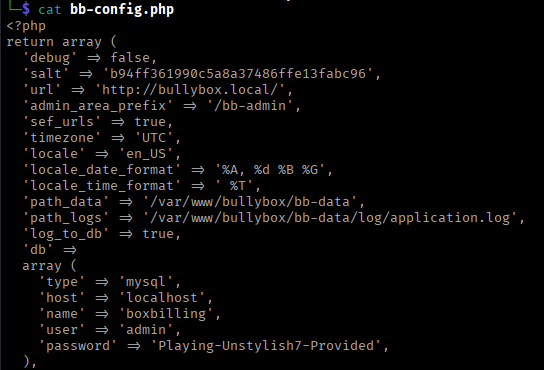 └─$ cat bb-config.php
<?php
return array (
  'debug' => false,
  'salt' => 'b94ff361990c5a8a37486ffe13fabc96',
  'url' => 'http://bullybox.local/',
  'admin_area_prefix' => '/bb-admin',
  'sef_urls' => true,
  'timezone' => 'UTC',
  'locale' => 'en_US',
  'locale_date_format' => '%A, %d %B %G',
  'locale_time_format' => ' %T',
  'path_data' => '/var/www/bullybox/bb-data',
  'path_logs' => '/var/www/bullybox/bb-data/log/application.log',
  'log_to_db' => true,
  'db' =>
  array (
    'type' => 'mysql',
    'host' => 'localhost',
    'name' => 'boxbilling',
    'user' => 'admin',
    'password' => 'Playing-Unstylish7-Provided',
  ),